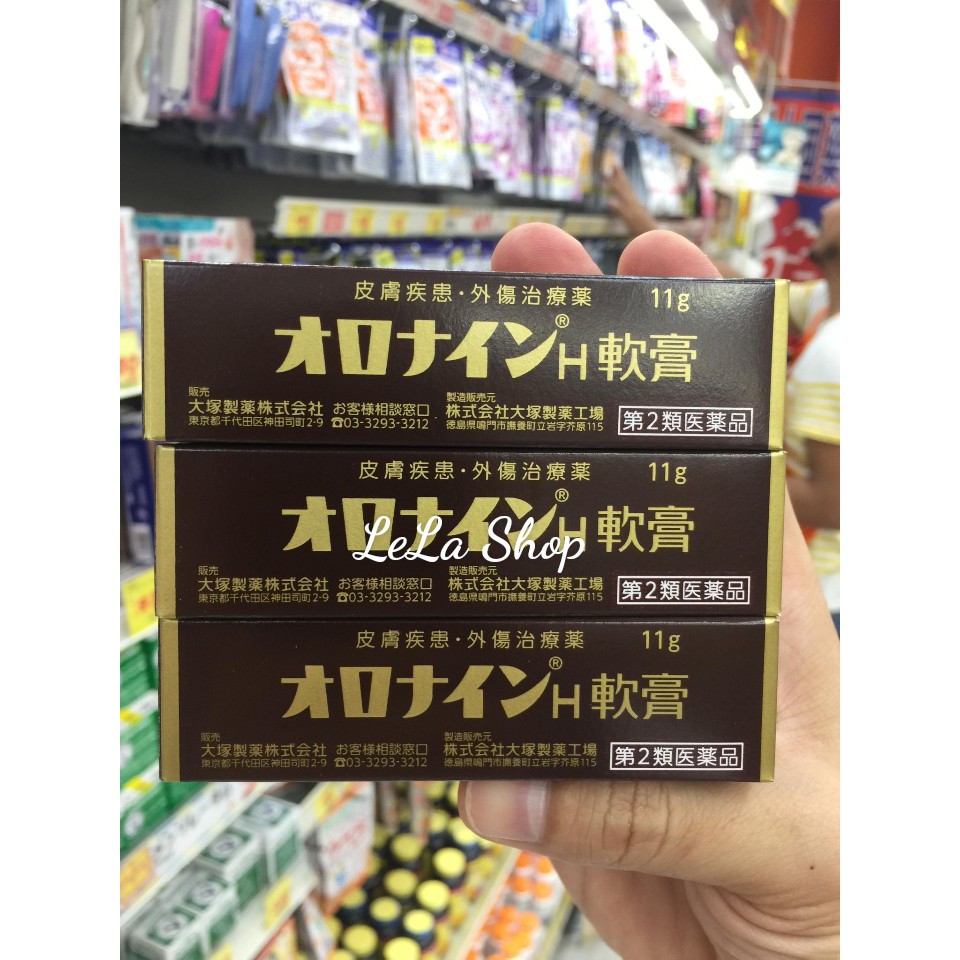 皮膚疾患・外傷治療薬 11g
オロナイン®H軟膏
販売 製造販売元
大塚製薬株式会社 お客様相談窓口 株式会社大塚製薬工場 第2類医薬品
東京都千代田区神田司町2-9 ☎03-3293-3212 徳島県鳴門市撫養町立岩字芥原115
皮膚疾患・外傷治療薬 11g
オロナイン®H軟膏
LeLa Shop
販売 製造販売元
大塚製薬株式会社 お客様相談窓口 株式会社大塚製薬工場 第2類医薬品
東京都千代田区神田司町2-9 ☎03-3293-3212 徳島県鳴門市撫養町立岩字芥原115
皮膚疾患・外傷治療薬 11g
オロナイン®H軟膏
販売 製造販売元
大塚製薬株式会社 お客様相談窓口 株式会社大塚製薬工場 第2類医薬品
東京都千代田区神田司町2-9 ☎03-3293-3212 徳島県鳴門市撫養町立岩字芥原115